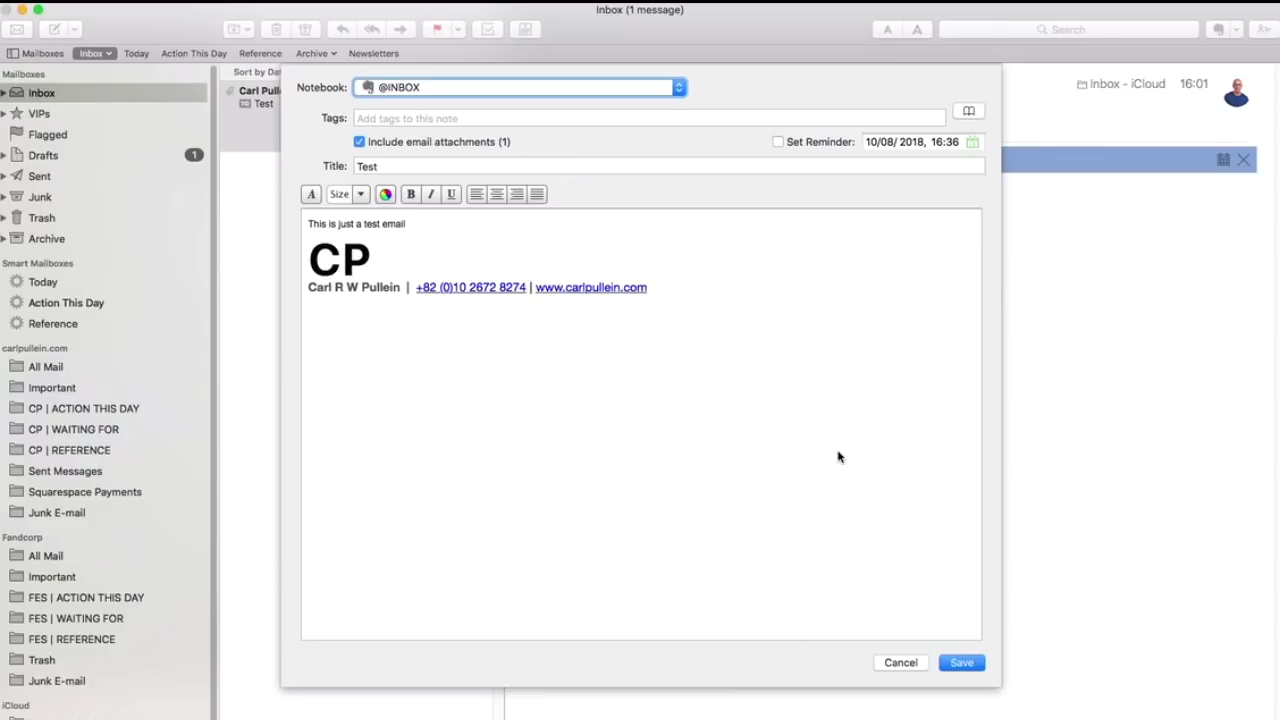 Inbox (1 message)
Search
Mailboxes Inbox Today Action This Day Reference Archive Newsletters
Mailboxes
Inbox
VIPs
Flagged
Drafts 1
Sent
Junk
Trash
Archive
Smart Mailboxes
Today
Action This Day
Reference
carlpullein.com
All Mail
Important
CP | ACTION THIS DAY
CP | WAITING FOR
CP | REFERENCE
Sent Messages
Squarespace Payments
Junk E-mail
Fandcorp
All Mail
Important
FES | ACTION THIS DAY
FES | WAITING FOR
FES | REFERENCE
Trash
Junk E-mail
iCloud
Sort by Da
Carl Pull
TO Test
Notebook: @INBOX
Tags: Add tags to this note
Include email attachments (1) Set Reminder: 10/08/2018, 16:36
Title: Test
A Size B I U
This is just a test email
CP
Carl R W Pullein | +82 (0)10 2672 8274 | www.carlpullein.com
Cancel Save
Inbox - iCloud 16:01